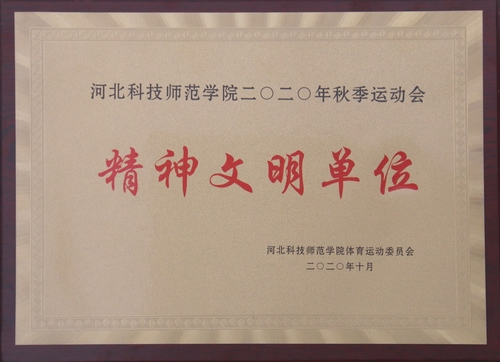 河北科技师范学院二〇二〇年秋季运动会
精神文明单位
河北科技师范学院体育运动委员会
二〇二〇年十月